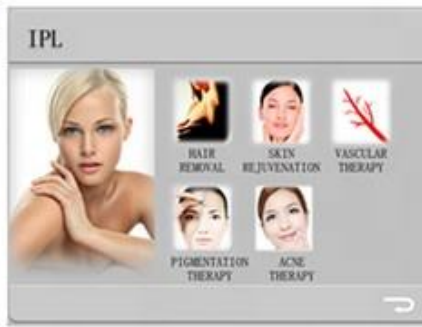 IPL
HAIR
REMOVAL
SKIN
REJUVENATION
VASCULAR
THERAPY
PIGMENTATION
THERAPY
ACNE
THERAPY